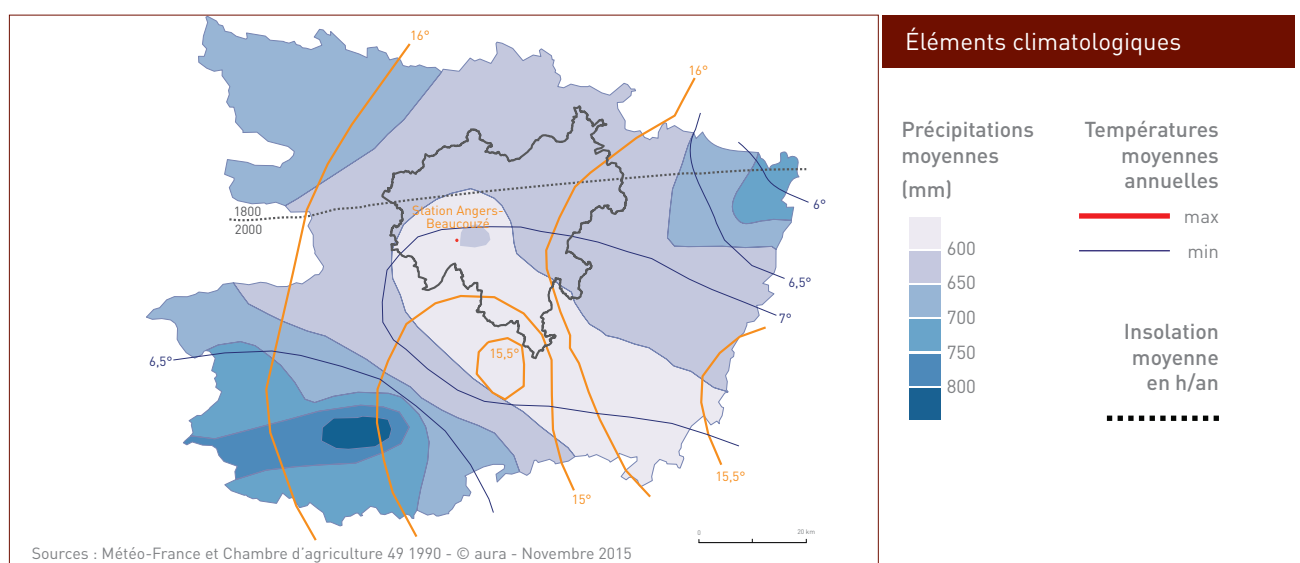 Éléments climatologiques
16°
16°
1800
2000
Station Angers-
Beaucouzé
6°
6,5°
7°
6,5°
15,5°
15,5°
15°
0
20 km
Sources : Météo-France et Chambre d'agriculture 49 1990 - © aura - Novembre 2015
Précipitations
moyennes
(mm)
600
650
700
750
800
Températures
moyennes
annuelles
max
min
Insolation
moyenne
en h/an